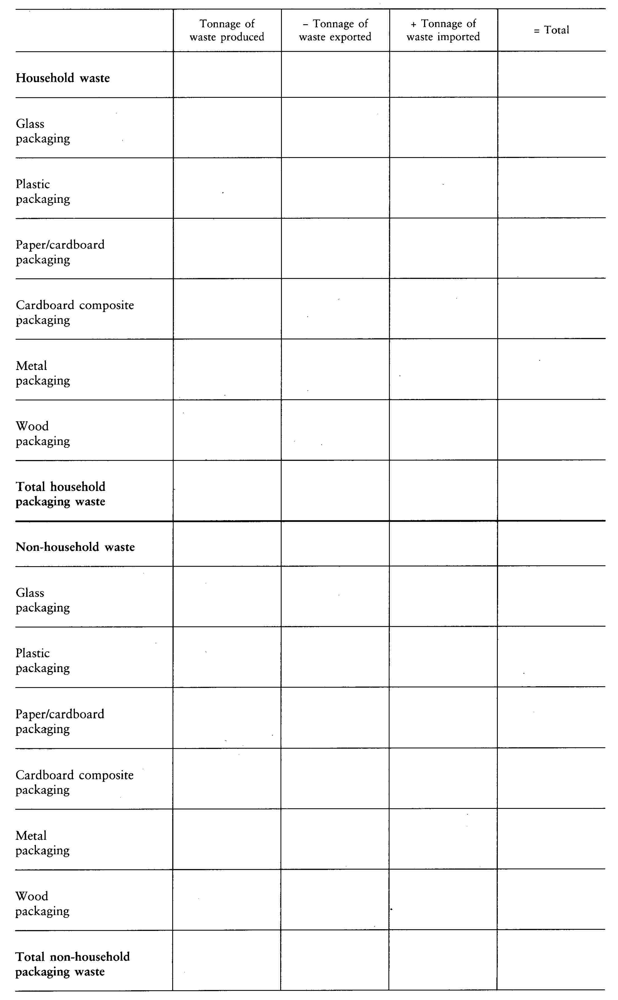 Tonnage of
waste produced
– Tonnage of
waste exported
+ Tonnage of
waste imported
= Total
Household waste
Glass
packaging
Plastic
packaging
Paper/cardboard
packaging
Cardboard composite
packaging
Metal
packaging
Wood
packaging
Total household
packaging waste
Non-household waste
Glass
packaging
Plastic
packaging
Paper/cardboard
packaging
Cardboard composite
packaging
Metal
packaging
Wood
packaging
Total non-household
packaging waste